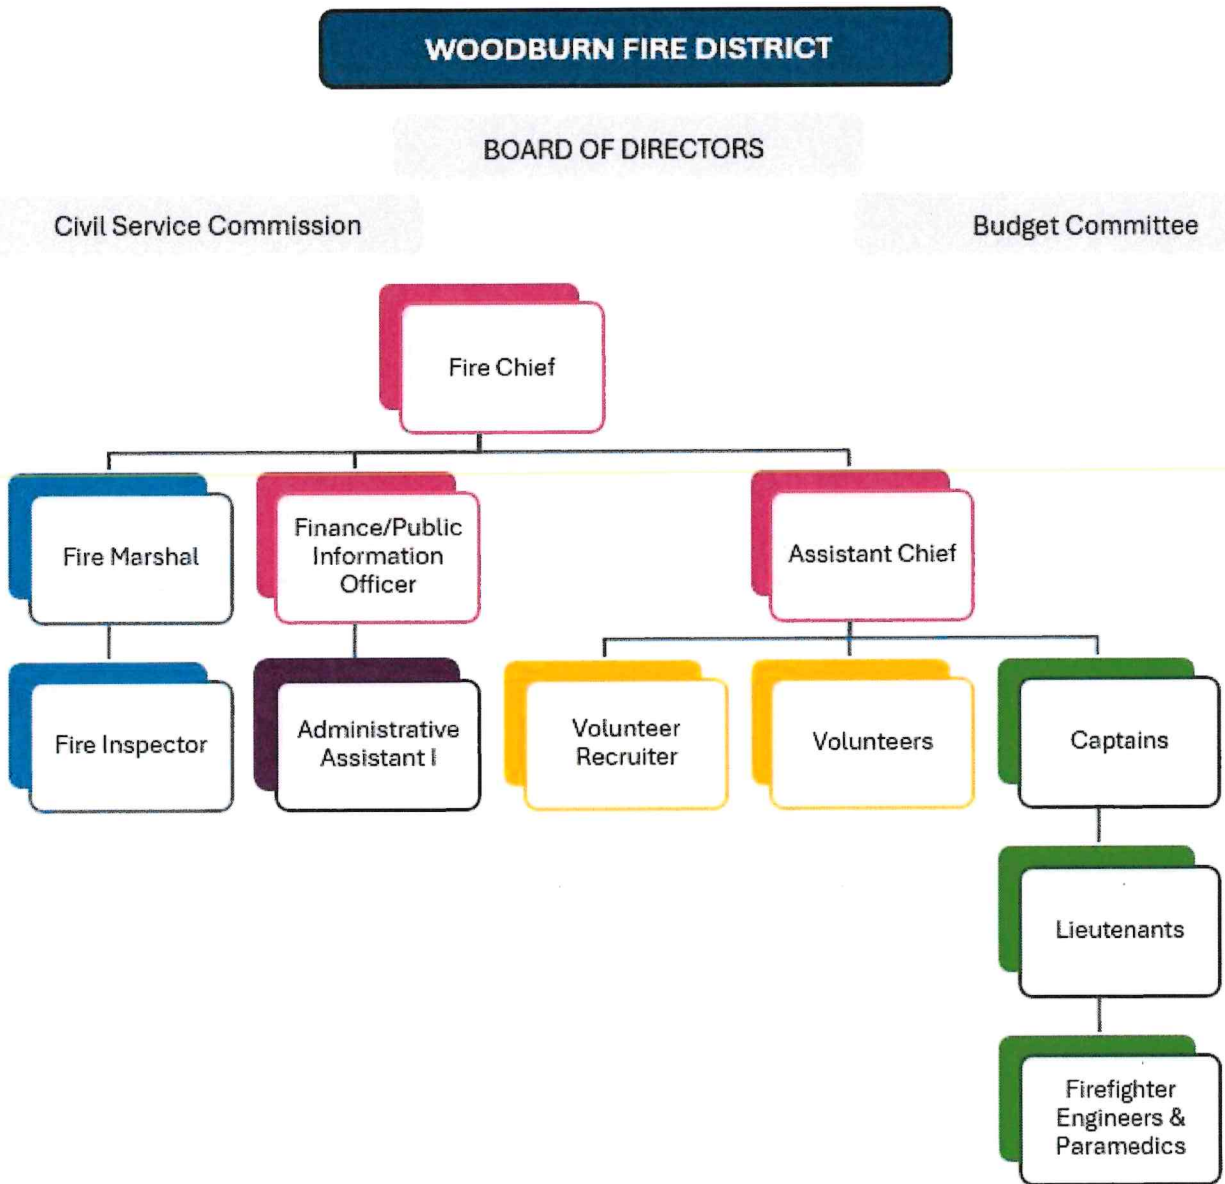 WOODBURN FIRE DISTRICT
BOARD OF DIRECTORS
Civil Service Commission
Budget Committee
Fire Chief
Fire Marshal
Finance/Public
Information
Officer
Assistant Chief
Fire Inspector
Administrative
Assistant I
Volunteer
Recruiter
Volunteers
Captains
Lieutenants
Firefighter
Engineers &
Paramedics